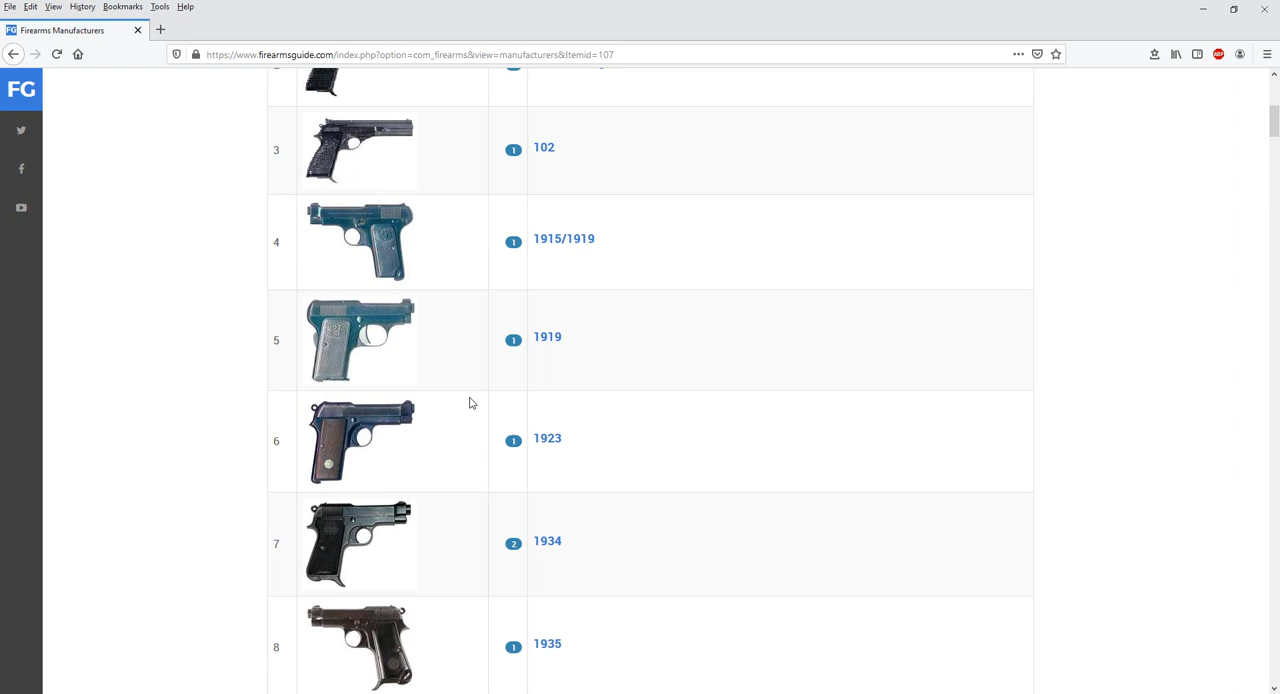 File Edit View History Bookmarks Tools Help
FG Firearms Manufacturers
https://www.firearmsguide.com/index.php?option=com_firearms&view=manufacturers&Itemid=107
ABP
FG
3 1 102
4 1 1915/1919
5 1 1919
6 1 1923
7 2 1934
8 1 1935